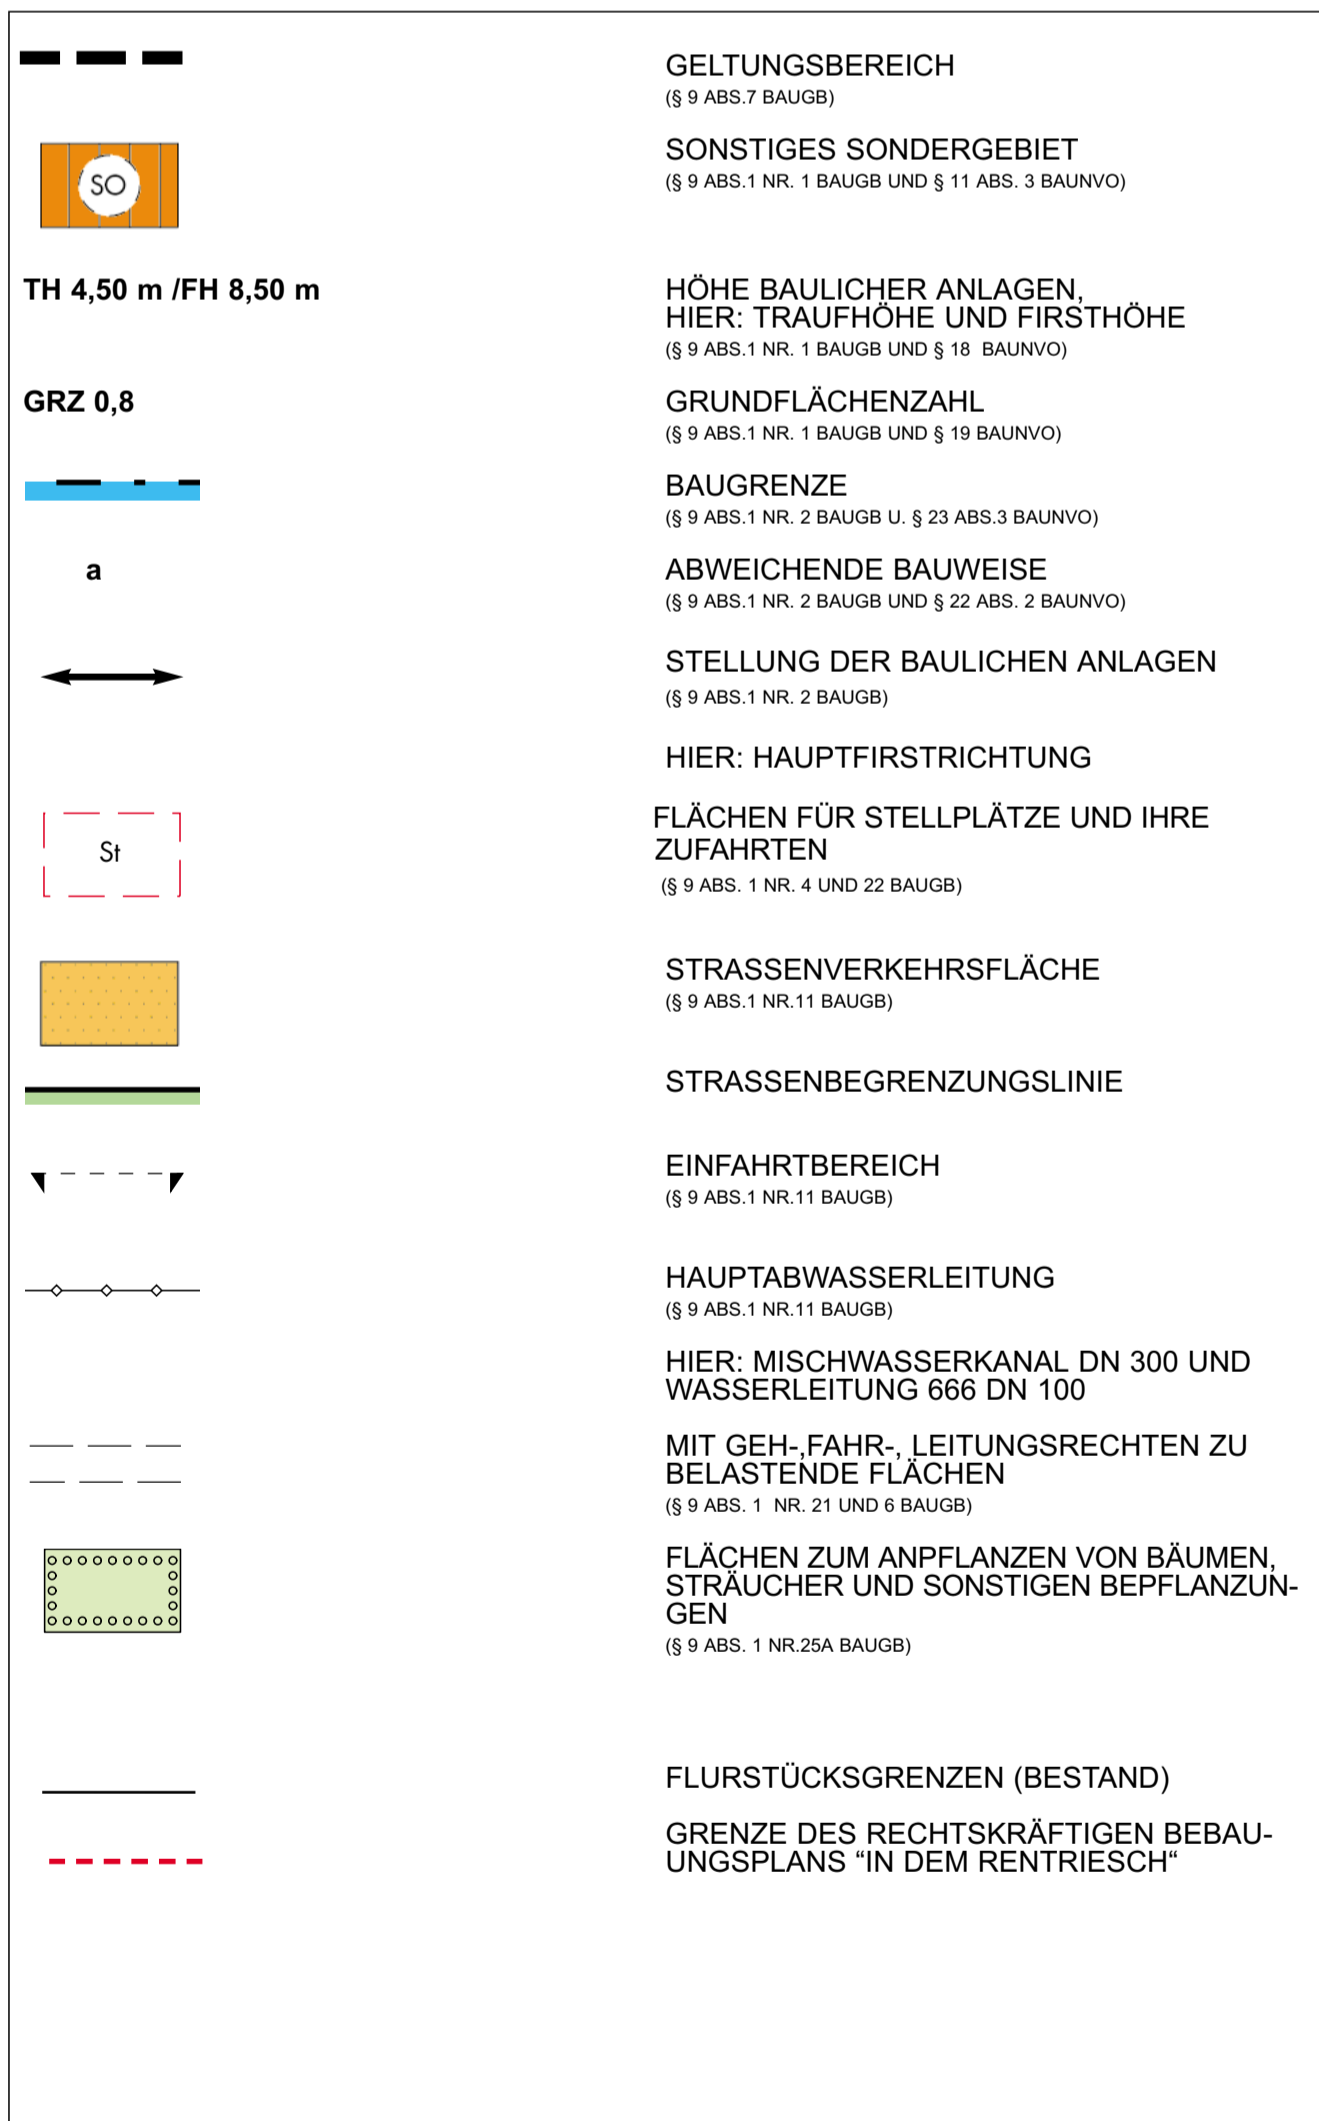 GELTUNGSBEREICH
(§ 9 ABS.7 BAUGB)
SO
SONSTIGES SONDERGEBIET
(§ 9 ABS.1 NR. 1 BAUGB UND § 11 ABS. 3 BAUNVO)
TH 4,50 m /FH 8,50 m
HÖHE BAULICHER ANLAGEN,
HIER: TRAUFHÖHE UND FIRSTHÖHE
(§ 9 ABS.1 NR. 1 BAUGB UND § 18  BAUNVO)
GRZ 0,8
GRUNDFLÄCHENZAHL
(§ 9 ABS.1 NR. 1 BAUGB UND § 19 BAUNVO)
BAUGRENZE
(§ 9 ABS.1 NR. 2 BAUGB U. § 23 ABS.3 BAUNVO)
a
ABWEICHENDE BAUWEISE
(§ 9 ABS.1 NR. 2 BAUGB UND § 22 ABS. 2 BAUNVO)
STELLUNG DER BAULICHEN ANLAGEN
(§ 9 ABS.1 NR. 2 BAUGB)
HIER: HAUPTFIRSTRICHTUNG
St
FLÄCHEN FÜR STELLPLÄTZE UND IHRE
ZUFAHRTEN
(§ 9 ABS. 1 NR. 4 UND 22 BAUGB)
STRASSENVERKEHRSFLÄCHE
(§ 9 ABS.1 NR.11 BAUGB)
STRASSENBEGRENZUNGSLINIE
EINFAHRTBEREICH
(§ 9 ABS.1 NR.11 BAUGB)
HAUPTABWASSERLEITUNG
(§ 9 ABS.1 NR.11 BAUGB)
HIER: MISCHWASSERKANAL DN 300 UND
WASSERLEITUNG 666 DN 100
MIT GEH-,FAHR-, LEITUNGSRECHTEN ZU
BELASTENDE FLÄCHEN
(§ 9 ABS. 1  NR. 21 UND 6 BAUGB)
FLÄCHEN ZUM ANPFLANZEN VON BÄUMEN,
STRÄUCHER UND SONSTIGEN BEPFLANZUN-
GEN
(§ 9 ABS. 1 NR.25A BAUGB)
FLURSTÜCKSGRENZEN (BESTAND)
GRENZE DES RECHTSKRÄFTIGEN BEBAU-
UNGSPLANS “IN DEM RENTRIESCH“